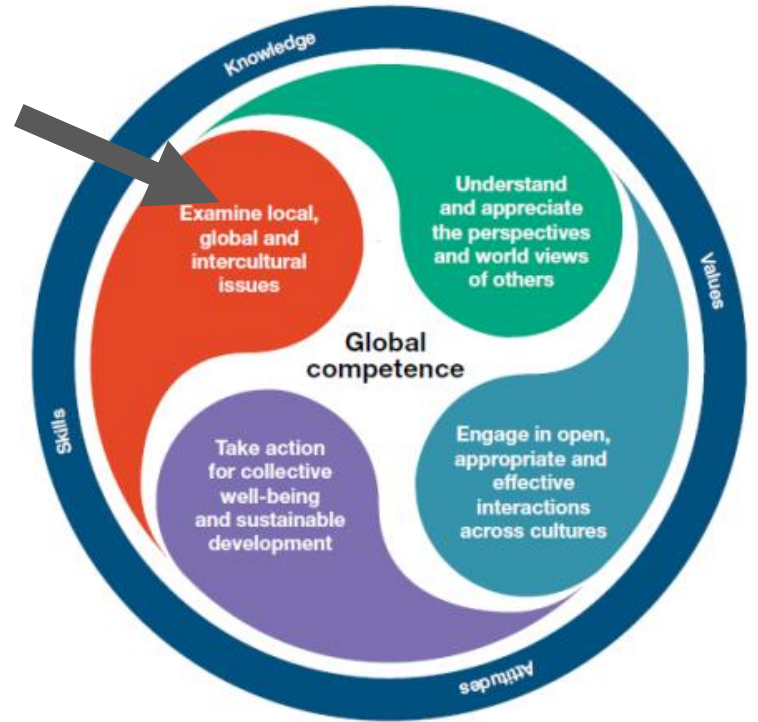 Knowledge
Examine local,
global and
intercultural
issues
Understand
and appreciate
the perspectives
and world views
of others
Values
Global
competence
Skills
Take action
for collective
well-being
and sustainable
development
Engage in open,
appropriate and
effective
interactions
across cultures
Attitudes